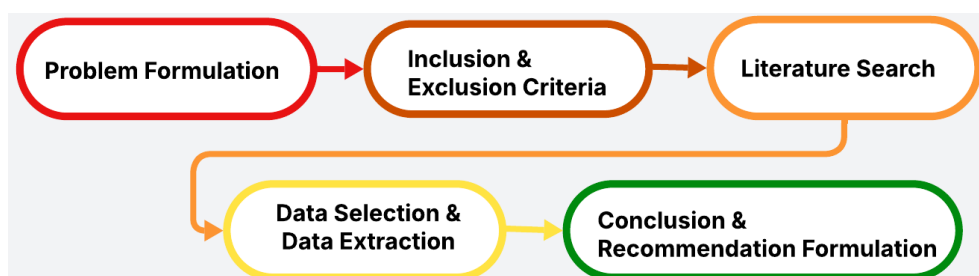 Problem Formulation
Inclusion &
Exclusion Criteria
Literature Search
Data Selection &
Data Extraction
Conclusion &
Recommendation Formulation